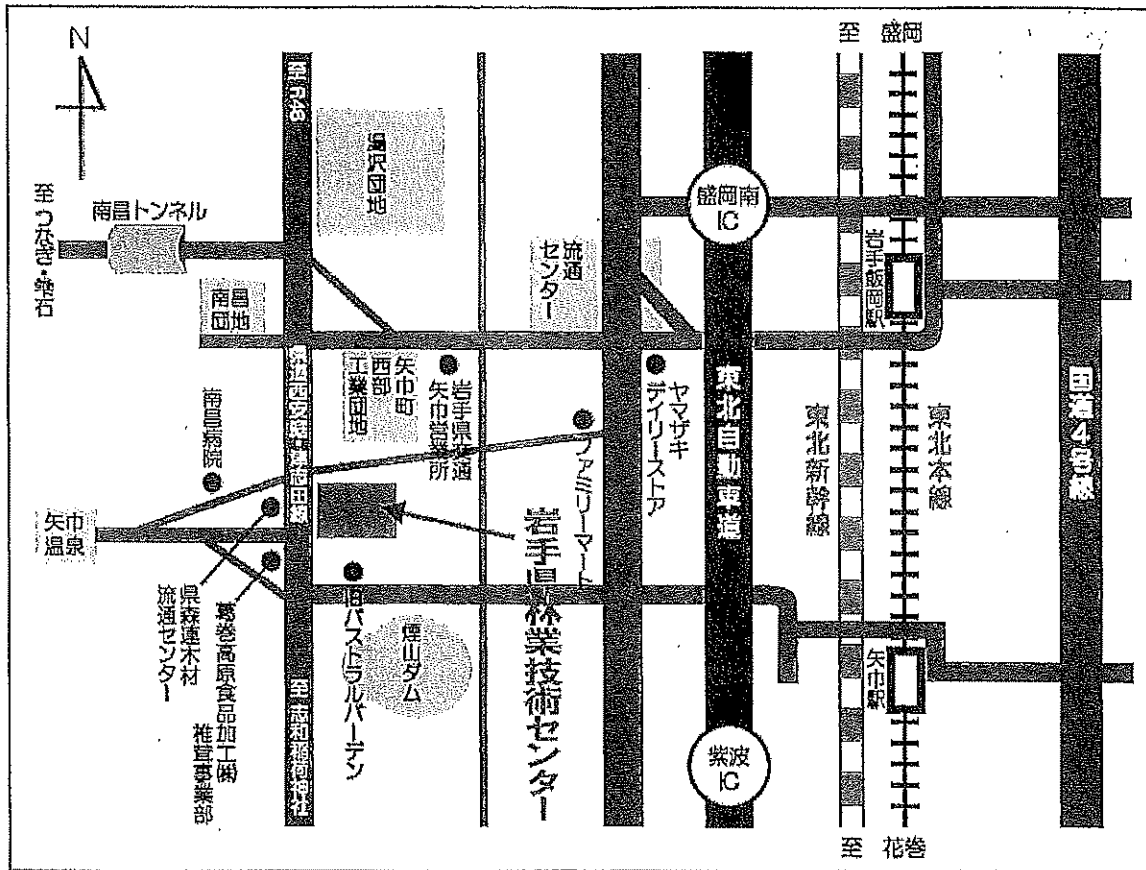 N
至 盛岡
至R46
湯沢団地
盛岡南
IC
南昌トンネル
至つなぎ・雫石
流通
センター
岩手飯岡駅
南昌
団地
矢巾町
西部
工業団地
岩手県交通
矢巾営業所
ヤマザキ
デイリーストア
東北自動車道
東北新幹線
東北本線
国道4号線
南昌病院
ファミリーマート
矢巾
温泉
岩手県林業技術センター
県森連木材
流通センター
葛巻高原食品加工㈱
椎茸事業部
旧パストラルバーデン
煙山ダム
矢巾駅
至 志和稲荷神社
紫波
IC
至 花巻